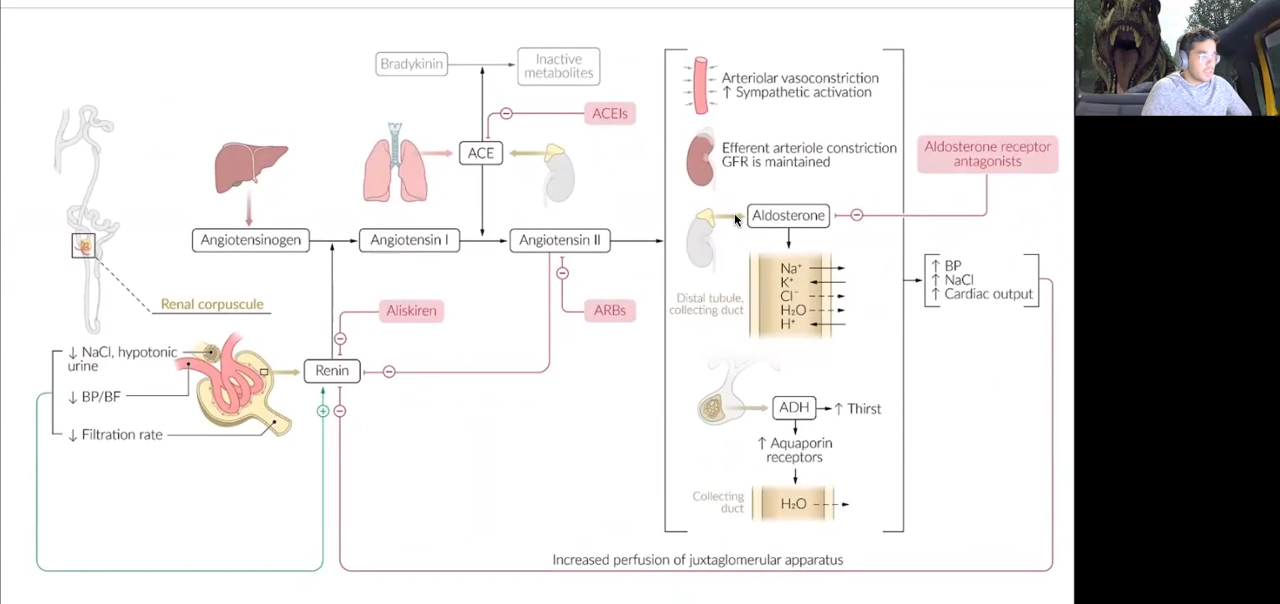 Bradykinin
Inactive
metabolites
ACEIs
ACE
Angiotensinogen
Angiotensin I
Angiotensin II
Renal corpuscule
Aliskiren
ARBs
↓ NaCl, hypotonic
urine
↓ BP/BF
↓ Filtration rate
Renin
Arteriolar vasoconstriction
↑ Sympathetic activation
Efferent arteriole constriction
GFR is maintained
Aldosterone receptor
antagonists
Aldosterone
Na⁺
K⁺
Cl⁻
H₂O
H⁺
Distal tubule,
collecting duct
↑ BP
↑ NaCl
↑ Cardiac output
ADH
↑ Thirst
↑ Aquaporin
receptors
Collecting
duct
H₂O
Increased perfusion of juxtaglomerular apparatus